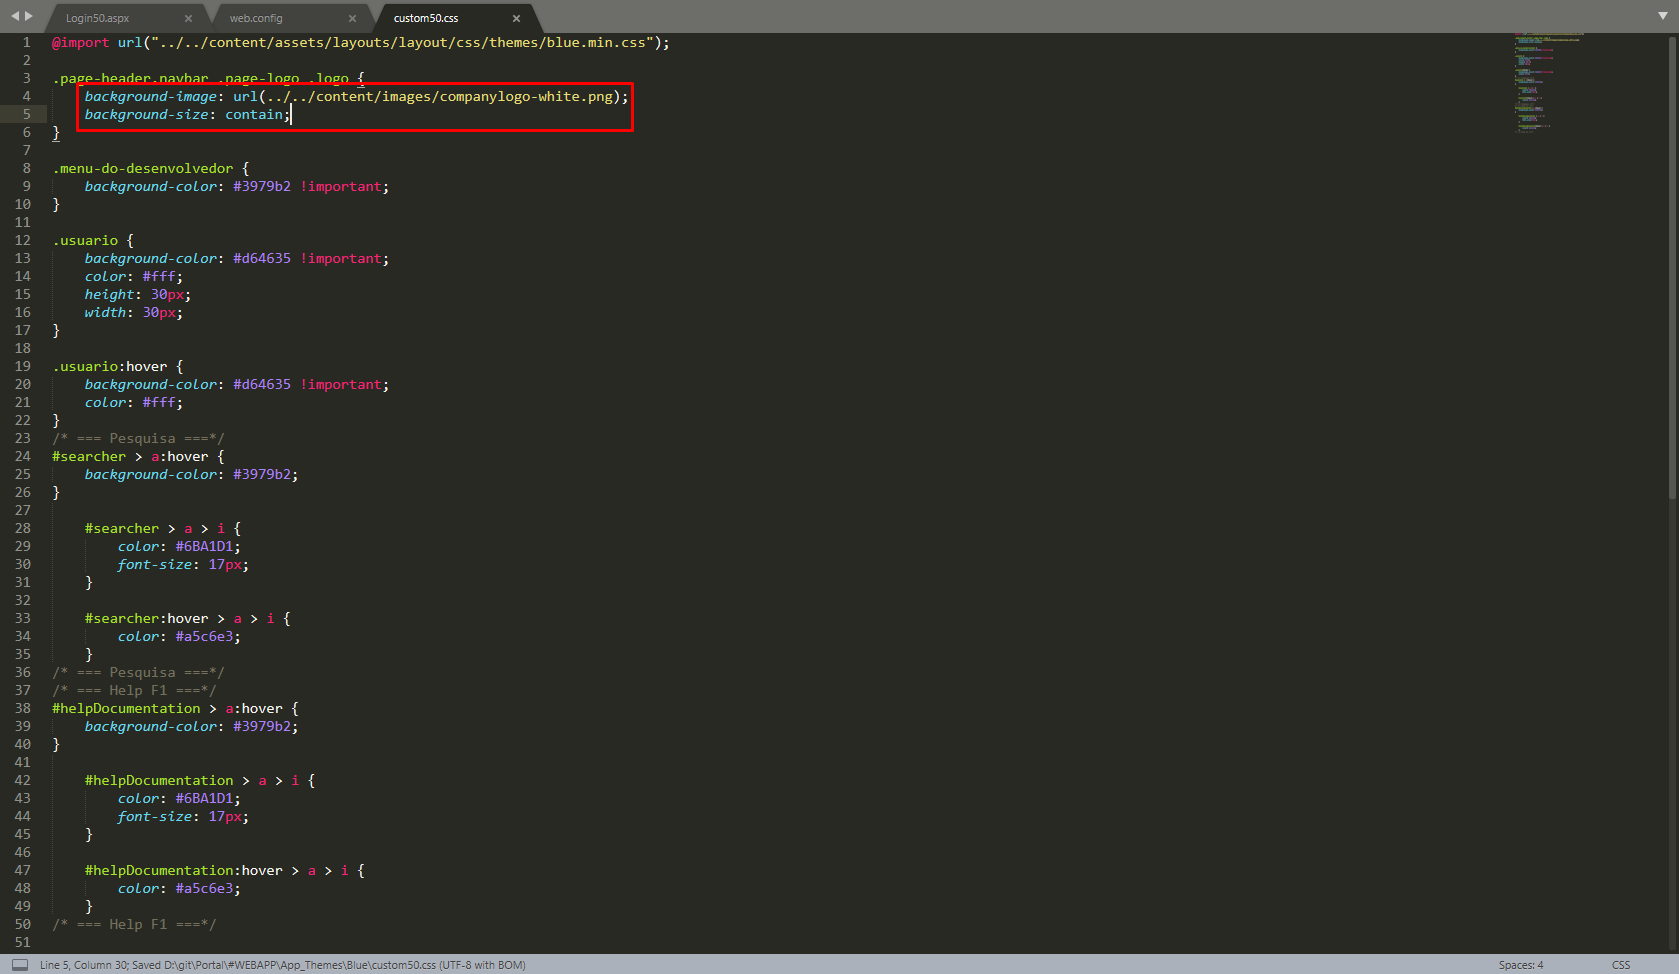 Login50.aspx × web.config × custom50.css ×
1 @import url("../../content/assets/layouts/layout/css/themes/blue.min.css");
2
3 .page-header.navbar .page-logo .logo {
4 background-image: url(../../content/images/companylogo-white.png);
5 background-size: contain;
6 }
7
8 .menu-do-desenvolvedor {
9 background-color: #3979b2 !important;
10 }
11
12 .usuario {
13 background-color: #d64635 !important;
14 color: #fff;
15 height: 30px;
16 width: 30px;
17 }
18
19 .usuario:hover {
20 background-color: #d64635 !important;
21 color: #fff;
22 }
23 /* === Pesquisa ===*/
24 #searcher > a:hover {
25 background-color: #3979b2;
26 }
27
28 #searcher > a > i {
29 color: #6BA1D1;
30 font-size: 17px;
31 }
32
33 #searcher:hover > a > i {
34 color: #a5c6e3;
35 }
36 /* === Pesquisa ===*/
37 /* === Help F1 ===*/
38 #helpDocumentation > a:hover {
39 background-color: #3979b2;
40 }
41
42 #helpDocumentation > a > i {
43 color: #6BA1D1;
44 font-size: 17px;
45 }
46
47 #helpDocumentation:hover > a > i {
48 color: #a5c6e3;
49 }
50 /* === Help F1 ===*/
51
Line 5, Column 30; Saved D:\git\Portal\#WEBAPP\App_Themes\Blue\custom50.css (UTF-8 with BOM) Spaces: 4 CSS